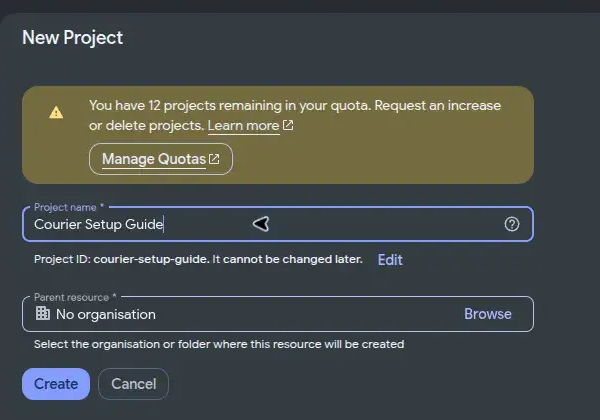 New Project
You have 12 projects remaining in your quota. Request an increase
or delete projects. Learn more
Manage Quotas
Project name *
Courier Setup Guide
Project ID: courier-setup-guide. It cannot be changed later. Edit
Parent resource *
No organisation Browse
Select the organisation or folder where this resource will be created
Create Cancel